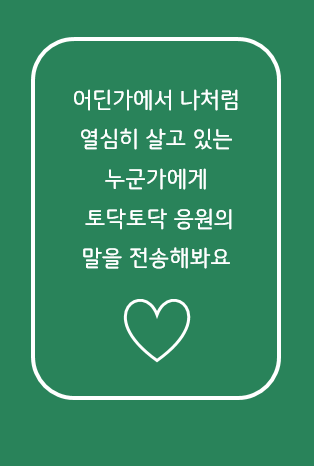 어딘가에서 나처럼
열심히 살고 있는
누군가에게
토닥토닥 응원의
말을 전송해봐요